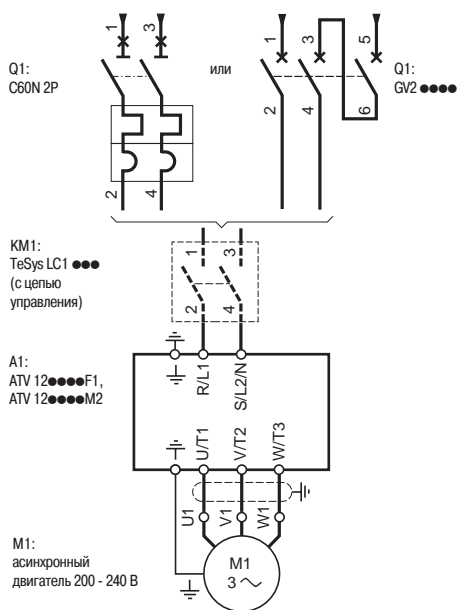 1 3
1 3 5
Q1:
C60N 2P
или
Q1:
GV2 ●●●●
2 4 6
2 4
KM1:
TeSys LC1 ●●●
(с цепью
управления)
1 3
2 4
A1:
ATV 12●●●●F1,
ATV 12●●●●M2
R/L1 S/L2/N
U/T1 V/T2 W/T3
U1 V1 W1
M1:
асинхронный
двигатель 200 - 240 В
M1
3